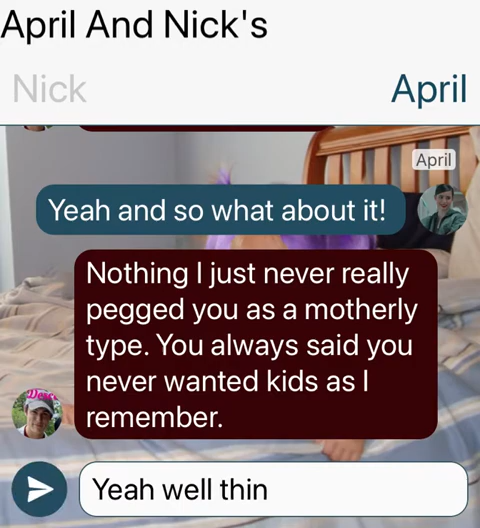 April And Nick's
Nick
April
April
Yeah and so what about it!
Nothing I just never really
pegged you as a motherly
type. You always said you
never wanted kids as I
remember.
Yeah well thin